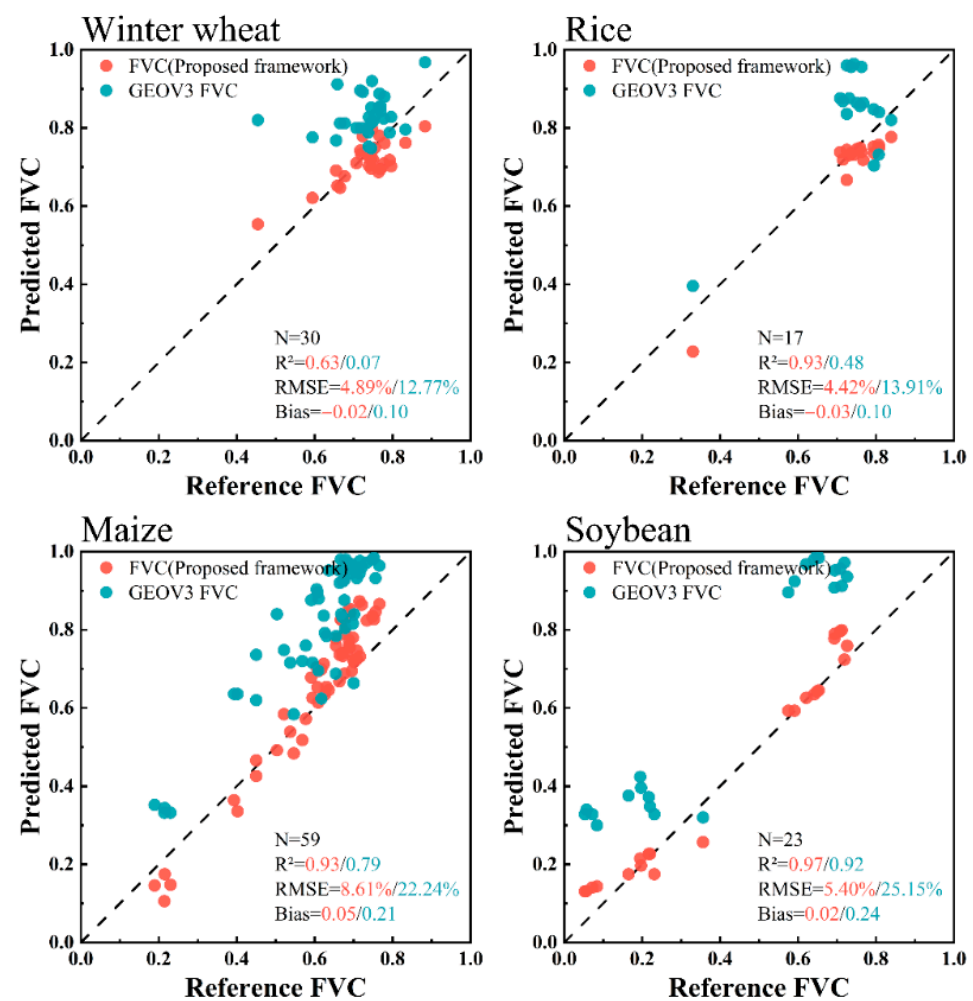 Winter wheat
1.0
FVC(Proposed framework)
GEOV3 FVC
0.8
0.6
0.4
0.2
0.0
Predicted FVC
N=30
R²=0.63/0.07
RMSE=4.89%/12.77%
Bias=−0.02/0.10
0.0 0.2 0.4 0.6 0.8 1.0
Reference FVC
Rice
1.0
FVC(Proposed framework)
GEOV3 FVC
0.8
0.6
0.4
0.2
0.0
Predicted FVC
N=17
R²=0.93/0.48
RMSE=4.42%/13.91%
Bias=−0.03/0.10
0.0 0.2 0.4 0.6 0.8 1.0
Reference FVC
Maize
1.0
FVC(Proposed framework)
GEOV3 FVC
0.8
0.6
0.4
0.2
0.0
Predicted FVC
N=59
R²=0.93/0.79
RMSE=8.61%/22.24%
Bias=0.05/0.21
0.0 0.2 0.4 0.6 0.8 1.0
Reference FVC
Soybean
1.0
FVC(Proposed framework)
GEOV3 FVC
0.8
0.6
0.4
0.2
0.0
Predicted FVC
N=23
R²=0.97/0.92
RMSE=5.40%/25.15%
Bias=0.02/0.24
0.0 0.2 0.4 0.6 0.8 1.0
Reference FVC